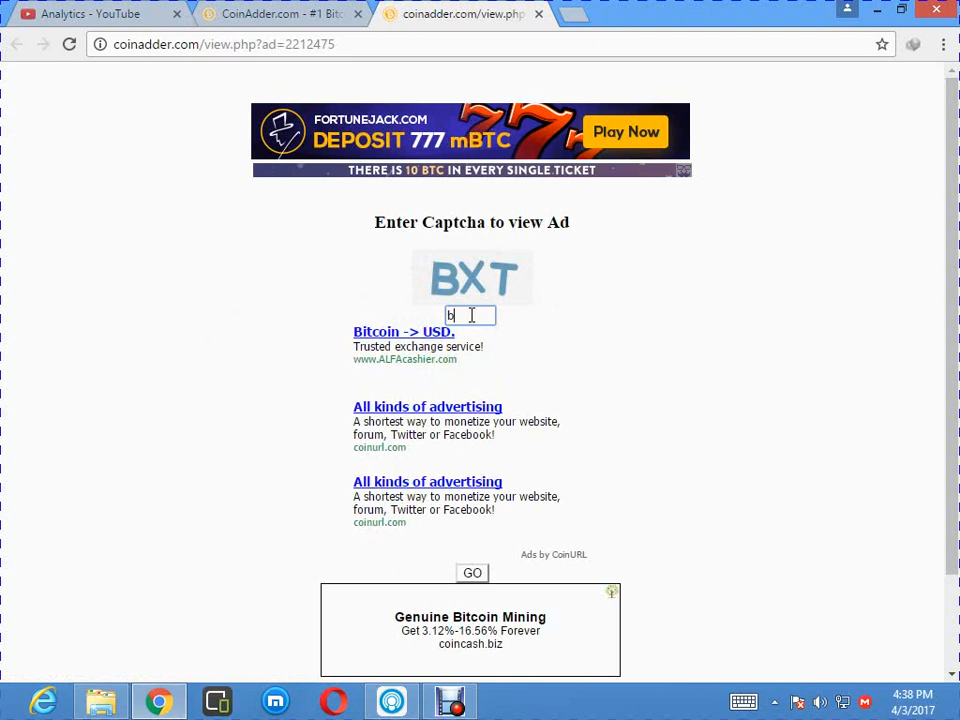 Analytics - YouTube
CoinAdder.com - #1 Bitc
coinadder.com/view.php
coinadder.com/view.php?ad=2212475
FORTUNEJACK.COM
DEPOSIT 777 mBTC
777
Play Now
THERE IS 10 BTC IN EVERY SINGLE TICKET
Enter Captcha to view Ad
BXT
b
Bitcoin -> USD.
Trusted exchange service!
www.ALFAcashier.com
All kinds of advertising
A shortest way to monetize your website,
forum, Twitter or Facebook!
coinurl.com
All kinds of advertising
A shortest way to monetize your website,
forum, Twitter or Facebook!
coinurl.com
Ads by CoinURL
GO
Genuine Bitcoin Mining
Get 3.12%-16.56% Forever
coincash.biz
4:38 PM
4/3/2017